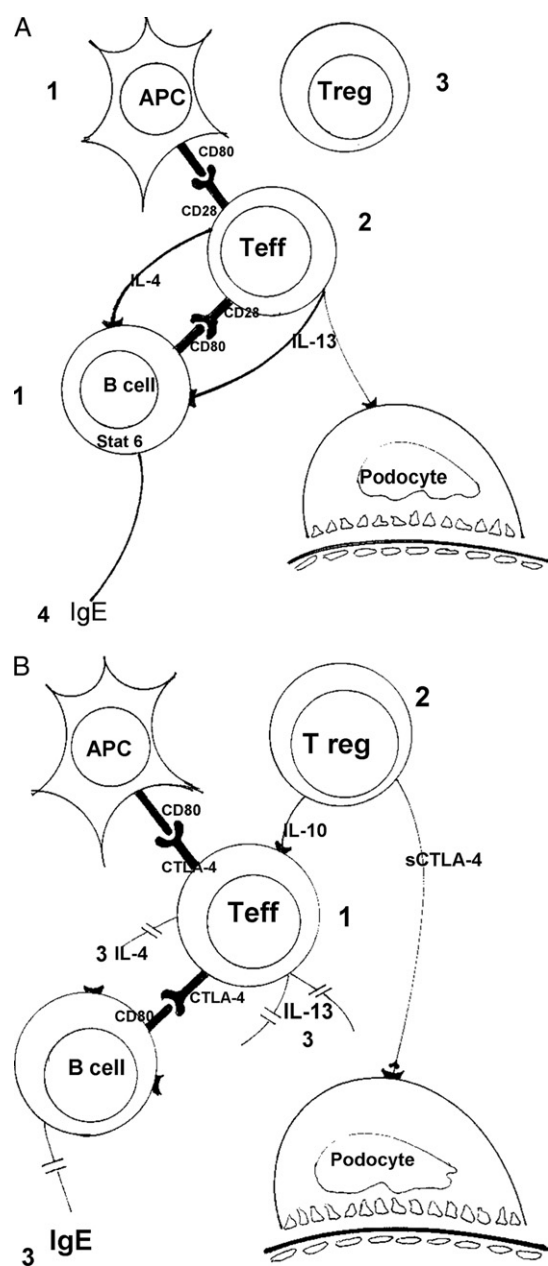 A
1
APC
Treg
3
CD80
CD28
Teff
2
IL-4
CD28
CD80
IL-13
1
B cell
Stat 6
Podocyte
4 IgE
B
APC
T reg
2
CD80
IL-10
CTLA-4
sCTLA-4
Teff
1
3 IL-4
CTLA-4
CD80
IL-13
3
B cell
Podocyte
3 IgE